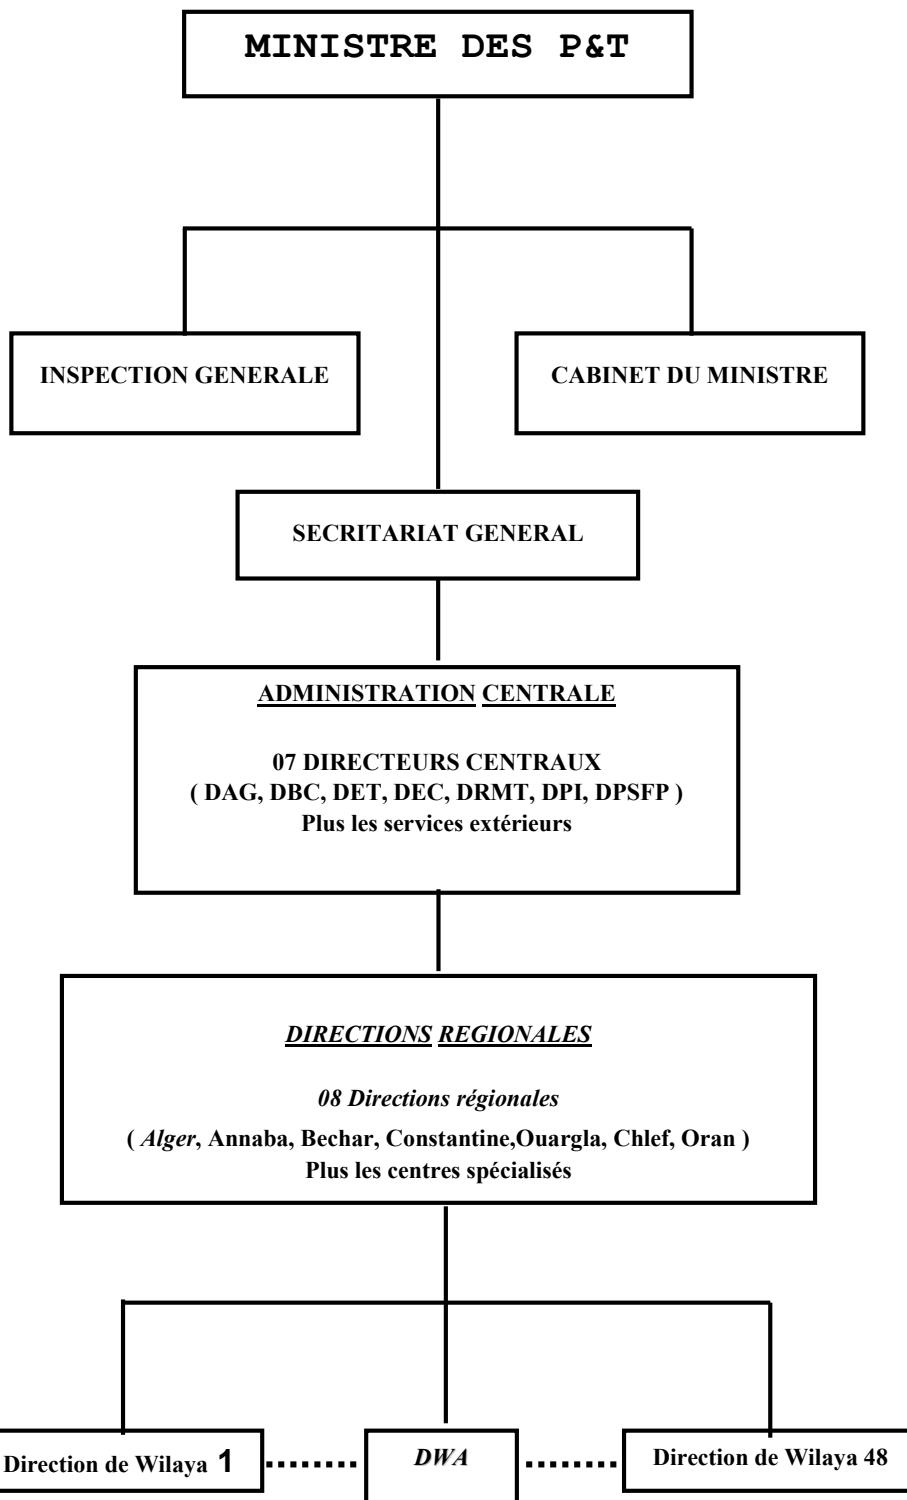 MINISTRE DES P&T
INSPECTION GENERALE
CABINET DU MINISTRE
SECRITARIAT GENERAL
ADMINISTRATION CENTRALE
07 DIRECTEURS CENTRAUX
( DAG, DBC, DET, DEC, DRMT, DPI, DPSFP )
Plus les services extérieurs
DIRECTIONS REGIONALES
08 Directions régionales
( Alger, Annaba, Bechar, Constantine,Ouargla, Chlef, Oran )
Plus les centres spécialisés
Direction de Wilaya 1
DWA
Direction de Wilaya 48